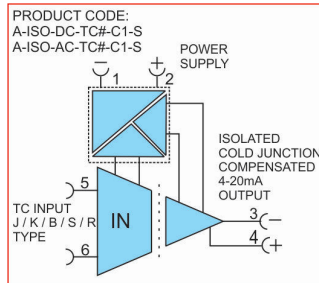 PRODUCT CODE:
A-ISO-DC-TC#-C1-S
A-ISO-AC-TC#-C1-S
POWER
SUPPLY
− 1
+ 2
ISOLATED
COLD JUNCTION
COMPENSATED
4-20mA
OUTPUT
5
TC INPUT
J / K / B / S / R
TYPE
6
IN
3 −
4 +